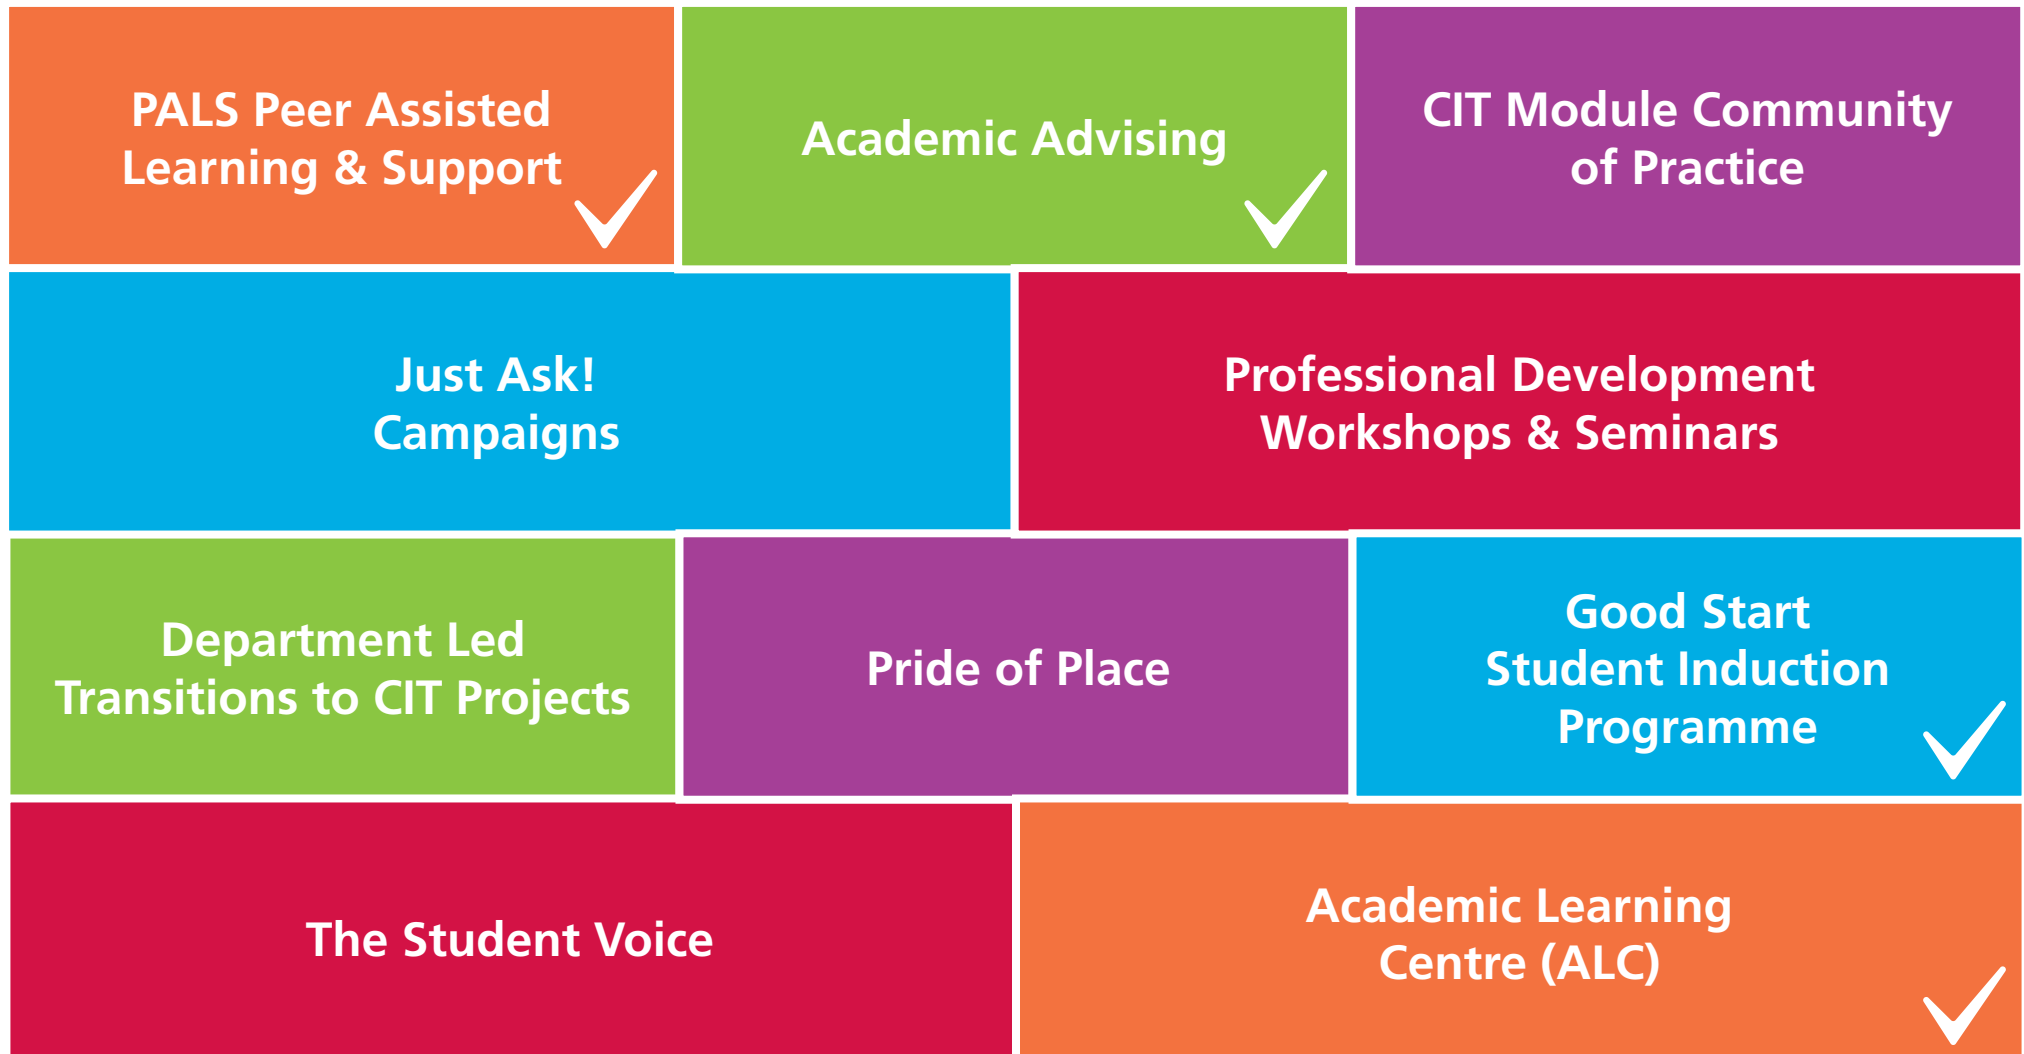 PALS Peer Assisted
Learning & Support
Academic Advising
CIT Module Community
of Practice
Just Ask!
Campaigns
Professional Development
Workshops & Seminars
Department Led
Transitions to CIT Projects
Pride of Place
Good Start
Student Induction
Programme
The Student Voice
Academic Learning
Centre (ALC)